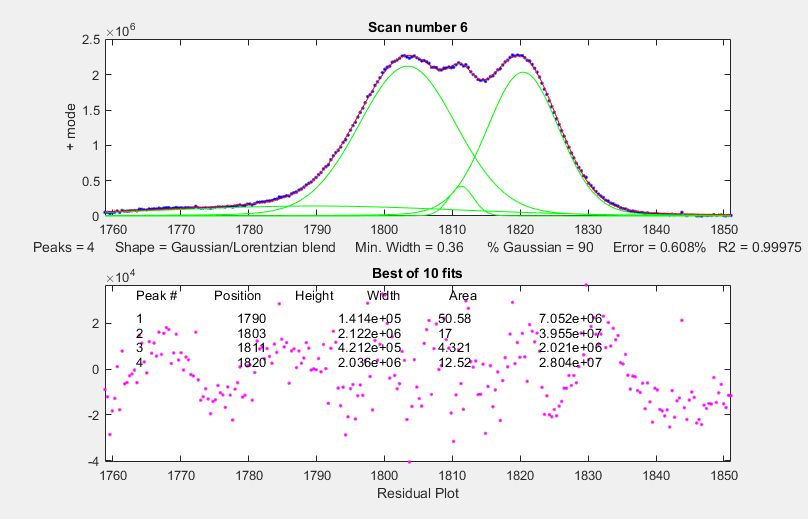 Scan number 6
×10^6
2.5
2
1.5
1
0.5
0
+ mode
1760 1770 1780 1790 1800 1810 1820 1830 1840 1850
Peaks = 4 Shape = Gaussian/Lorentzian blend Min. Width = 0.36 % Gaussian = 90 Error = 0.608% R2 = 0.99975
Best of 10 fits
×10^4
2
0
-2
-4
Peak # Position Height Width Area
1 1790 1.414e+05 50.58 7.052e+06
2 1803 2.122e+06 17 3.955e+07
3 1811 4.212e+05 4.321 2.021e+06
4 1820 2.036e+06 12.52 2.804e+07
1760 1770 1780 1790 1800 1810 1820 1830 1840 1850
Residual Plot